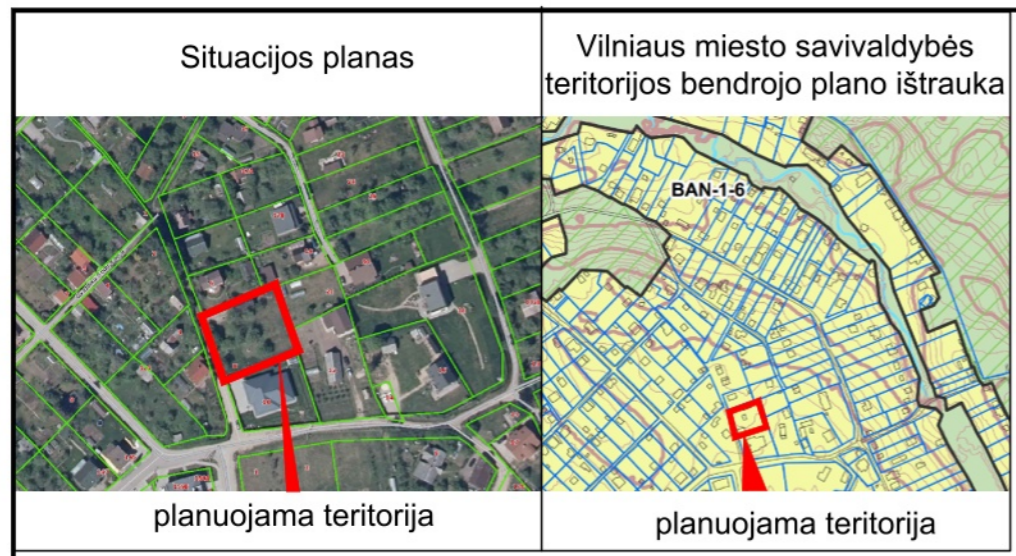 Situacijos planas
Vilniaus miesto savivaldybės
teritorijos bendrojo plano ištrauka
BAN-1-6
planuojama teritorija
planuojama teritorija